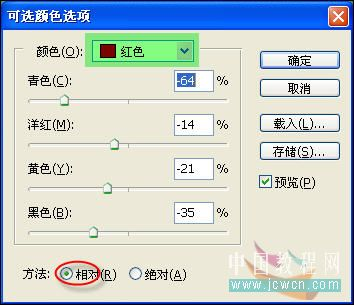 可选颜色选项
颜色(O): 红色
确定
青色(C): -64 %
取消
洋红(M): -14 %
载入(L)...
黄色(Y): -21 %
存储(S)...
预览(P)
黑色(B): -35 %
方法: 相对(R) 绝对(A)
中国教程网
www.jcwcn.com